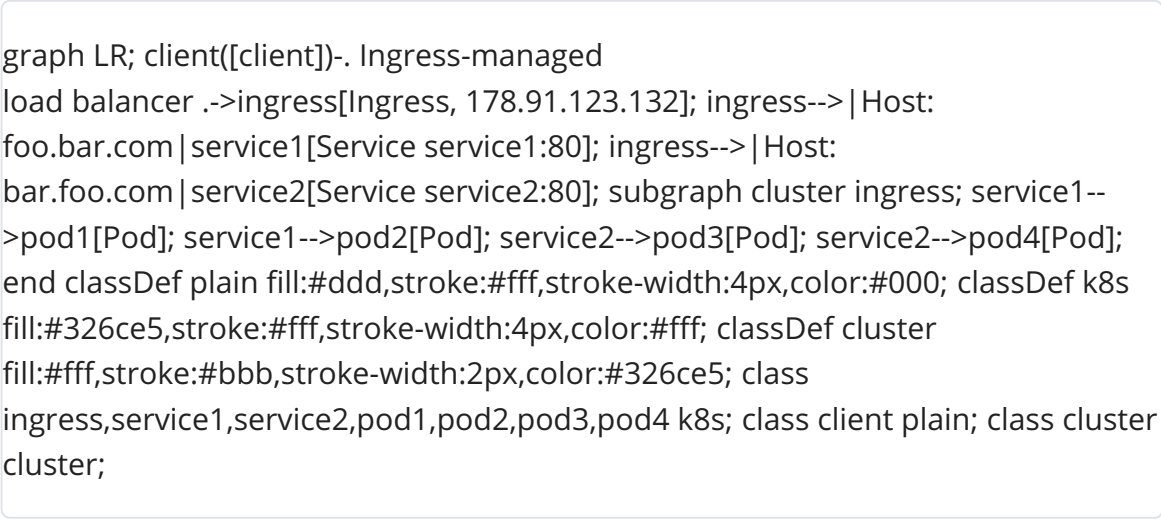 graph LR; client([client])-. Ingress-managed
load balancer .->ingress[Ingress, 178.91.123.132]; ingress-->|Host:
foo.bar.com|service1[Service service1:80]; ingress-->|Host:
bar.foo.com|service2[Service service2:80]; subgraph cluster ingress; service1--
>pod1[Pod]; service1-->pod2[Pod]; service2-->pod3[Pod]; service2-->pod4[Pod];
end classDef plain fill:#ddd,stroke:#fff,stroke-width:4px,color:#000; classDef k8s
fill:#326ce5,stroke:#fff,stroke-width:4px,color:#fff; classDef cluster
fill:#fff,stroke:#bbb,stroke-width:2px,color:#326ce5; class
ingress,service1,service2,pod1,pod2,pod3,pod4 k8s; class client plain; class cluster
cluster;